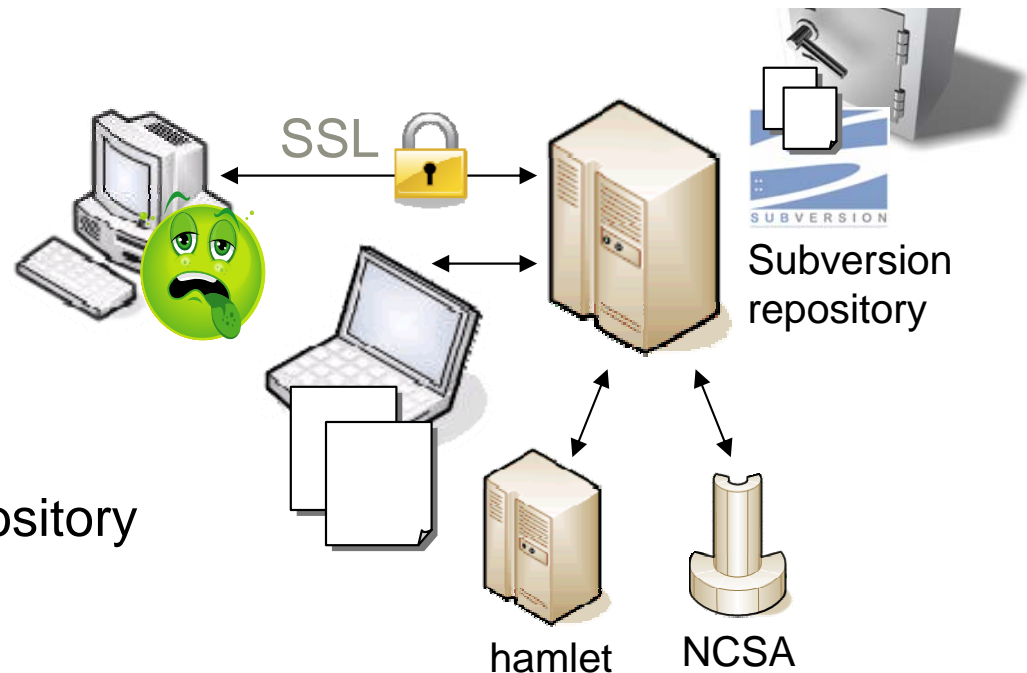 SSL
SUBVERSION
Subversion
repository
ository
hamlet
NCSA